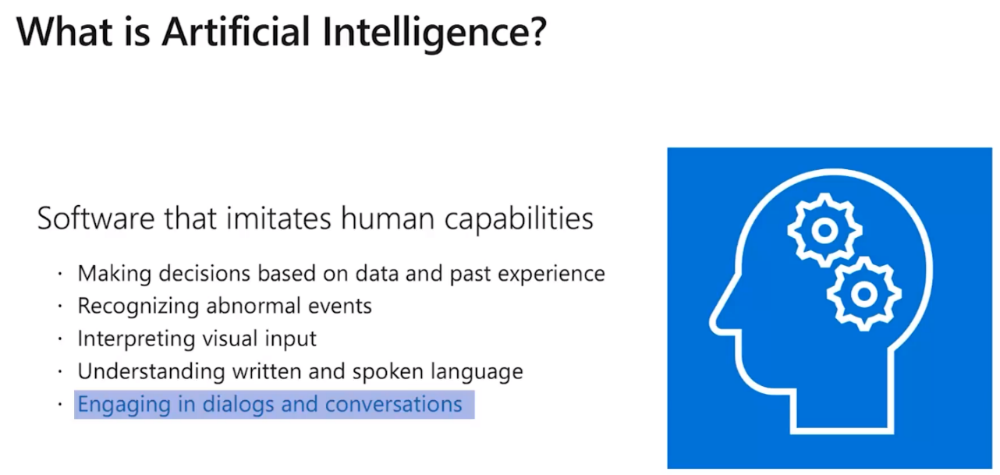 What is Artificial Intelligence?
Software that imitates human capabilities
· Making decisions based on data and past experience
· Recognizing abnormal events
· Interpreting visual input
· Understanding written and spoken language
· Engaging in dialogs and conversations